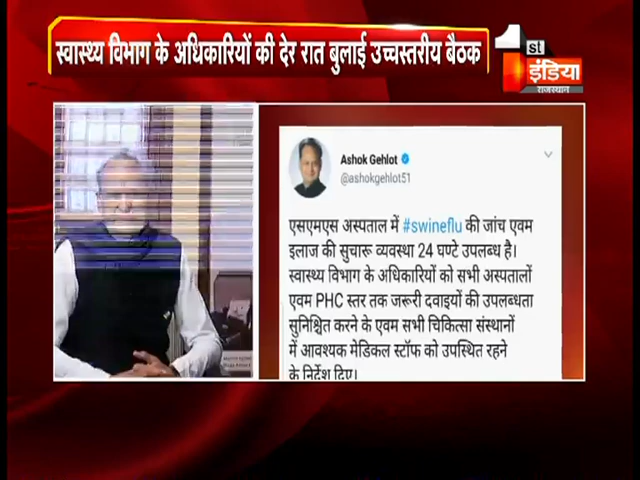 स्वास्थ्य विभाग के अधिकारियों की देर रात बुलाई उच्चस्तरीय बैठक
1st
इंडिया
राजस्थान
Ashok Gehlot
@ashokgehlot51
एसएमएस अस्पताल में #swineflu की जांच एवम
इलाज की सुचारू व्यवस्था 24 घण्टे उपलब्ध है।
स्वास्थ्य विभाग के अधिकारियों को सभी अस्पतालों
एवम PHC स्तर तक जरूरी दवाइयों की उपलब्धता
सुनिश्चित करने के एवम सभी चिकित्सा संस्थानों
में आवश्यक मेडिकल स्टॉफ को उपस्थित रहने
के निर्देश दिए।